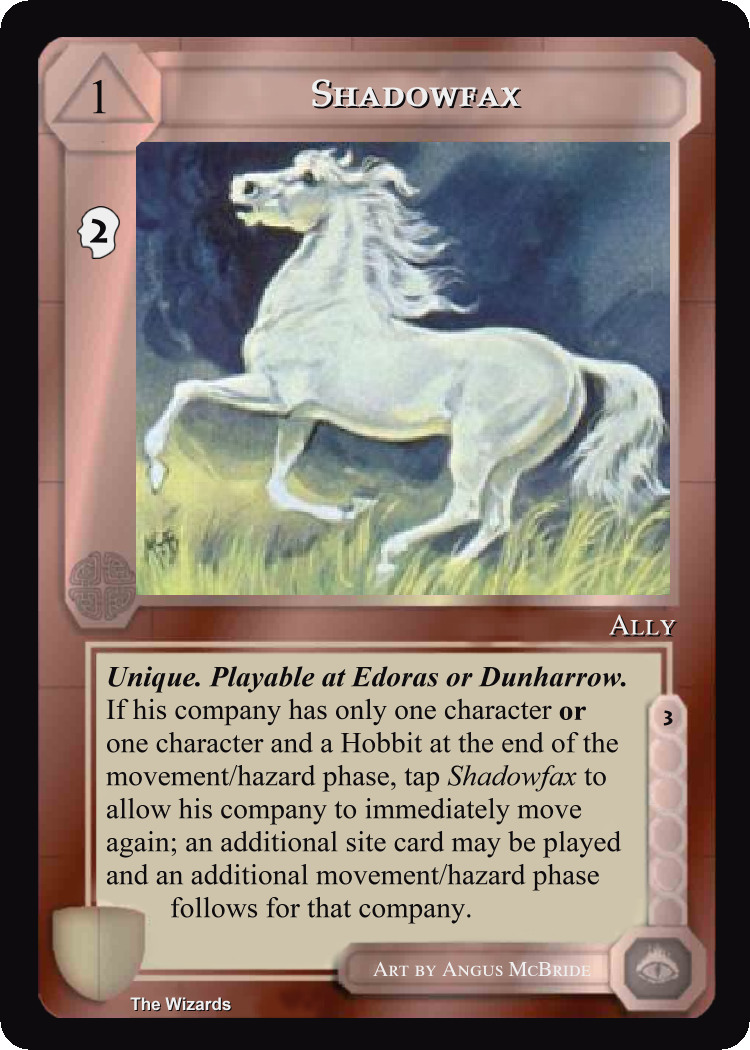 1
SHADOWFAX
2
ALLY
Unique. Playable at Edoras or Dunharrow.
If his company has only one character or
one character and a Hobbit at the end of the
movement/hazard phase, tap Shadowfax to
allow his company to immediately move
again; an additional site card may be played
and an additional movement/hazard phase
follows for that company.
3
ART BY ANGUS MCBRIDE
The Wizards